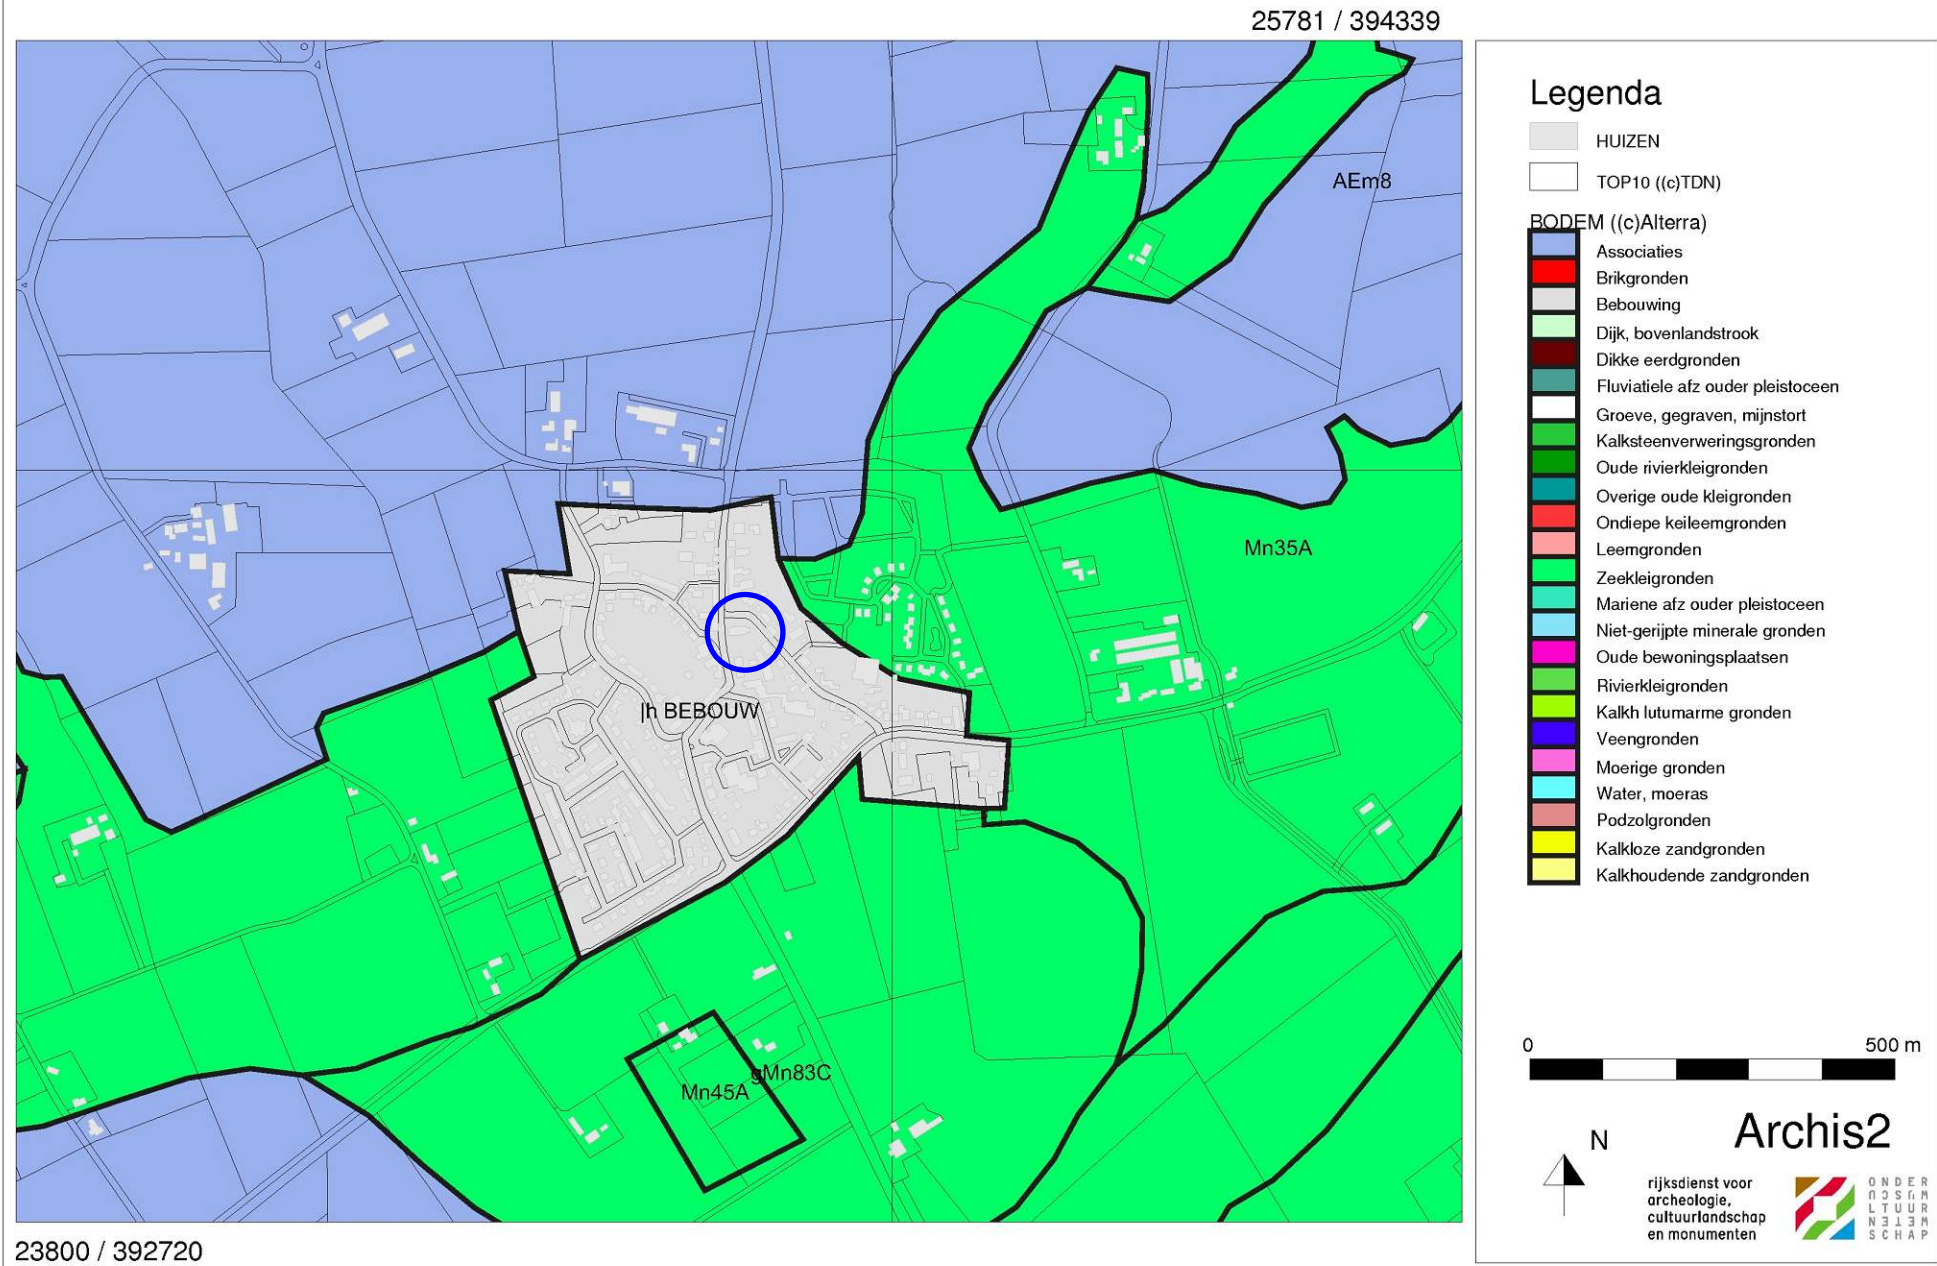 25781 / 394339
AEm8
Mn35A
|h BEBOUW
gMn83C
Mn45A
23800 / 392720
Legenda
HUIZEN
TOP10 ((c)TDN)
BODEM ((c)Alterra)
Associaties
Brikgronden
Bebouwing
Dijk, bovenlandstrook
Dikke eerdgronden
Fluviatiele afz ouder pleistoceen
Groeve, gegraven, mijnstort
Kalksteenverweringsgronden
Oude rivierkleigronden
Overige oude kleigronden
Ondiepe keileemgronden
Leemgronden
Zeekleigronden
Mariene afz ouder pleistoceen
Niet-gerijpte minerale gronden
Oude bewoningsplaatsen
Rivierkleigronden
Kalkh lutumarme gronden
Veengronden
Moerige gronden
Water, moeras
Podzolgronden
Kalkloze zandgronden
Kalkhoudende zandgronden
0 500 m
N
Archis2
rijksdienst voor
archeologie,
cultuurlandschap
en monumenten
ONDER
LTUUR
SCHAP